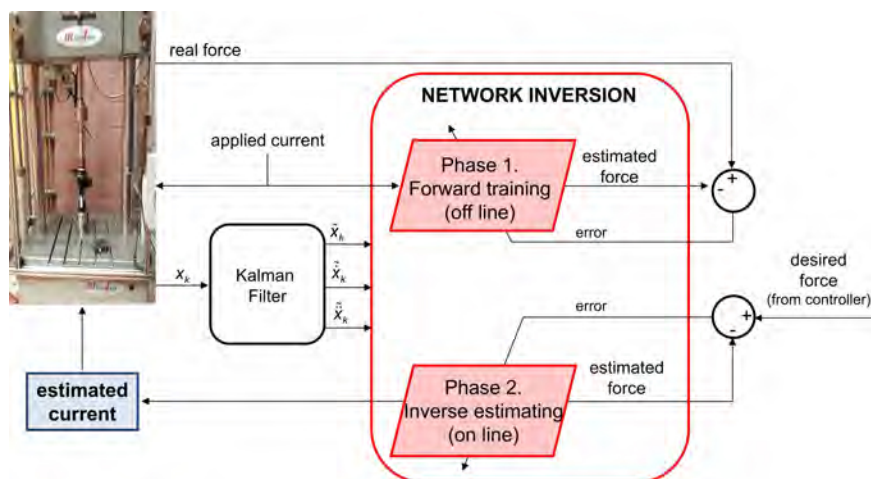 real force
NETWORK INVERSION
applied current
Phase 1.
Forward training
(off line)
estimated
force
-
+
error
x̃ₕ
xₖ
Kalman
Filter
x̃̇ₖ
x̃̈ₖ
desired
force
(from controller)
error
+
-
estimated
current
Phase 2.
Inverse estimating
(on line)
estimated
force